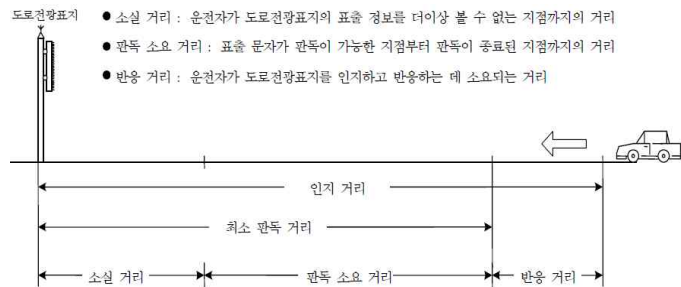 도로전광표지
● 소실 거리 : 운전자가 도로전광표지의 표출 정보를 더이상 볼 수 없는 지점까지의 거리
● 판독 소요 거리 : 표출 문자가 판독이 가능한 지점부터 판독이 종료된 지점까지의 거리
● 반응 거리 : 운전자가 도로전광표지를 인지하고 반응하는 데 소요되는 거리
인지 거리
최소 판독 거리
소실 거리
판독 소요 거리
반응 거리